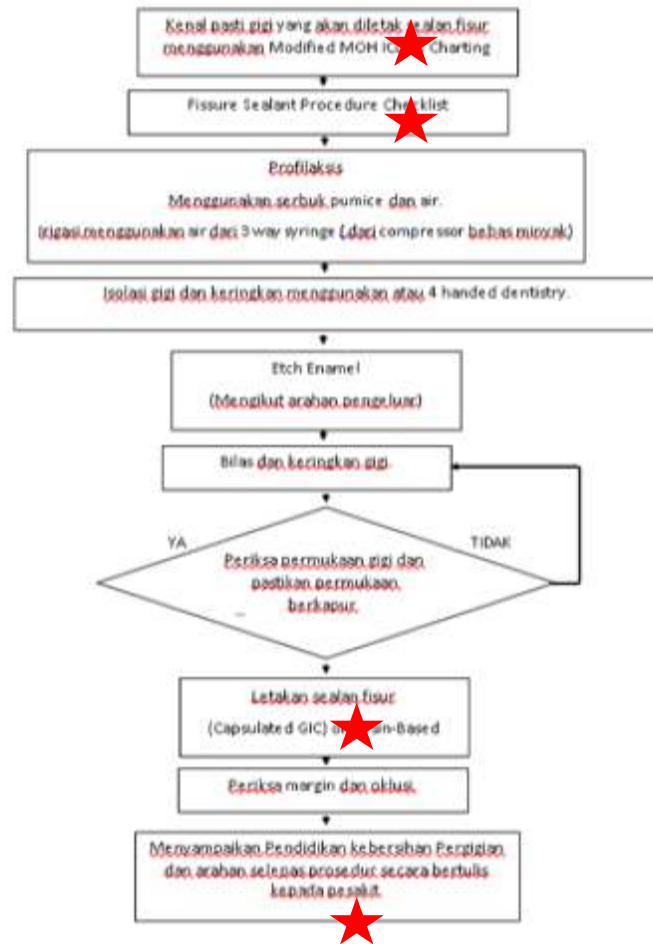 Kenal pasti gigi yang akan diletak sealan fisur
menggunakan Modified MOH Charting
Fissure Sealant Procedure Checklist
Profilaksis
Menggunakan serbuk pumice dan air.
Irigasi menggunakan air dari 3 way syringe (dari compressor bebas minyak)
Isolasi gigi dan keringkan menggunakan atau 4 handed dentistry.
Etch Enamel
(Mengikut arahan pengeluar)
Bilas dan keringkan gigi
YA
TIDAK
Periksa permukaan gigi dan
pastikan permukaan
berkapur.
Letakan sealan fisur
(Capsulated GIC)
Periksa margin dan oklusi.
Menyampaikan Pendidikan kebersihan Pergigian
dan arahan selepas prosedur secara bertulis
kepada pesakit